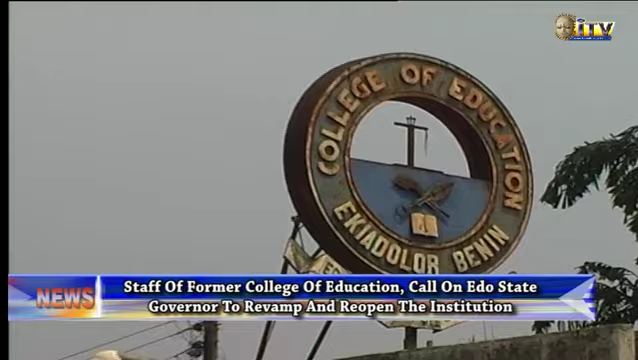 ITV
COLLEGE OF EDUCATION
EKIADOLOR BENIN
NEWS
Staff Of Former College Of Education, Call On Edo State
Governor To Revamp And Reopen The Institution